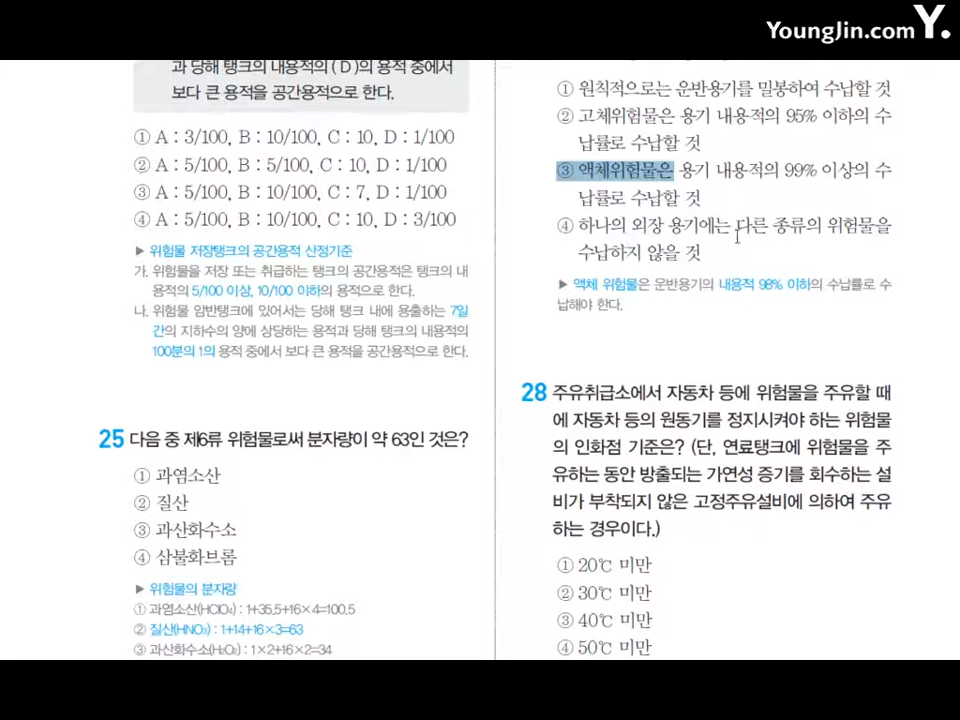 YoungJin.com Y.
과 당해 탱크의 내용적의 ( D )의 용적 중에서
보다 큰 용적을 공간용적으로 한다.
① A : 3/100, B : 10/100, C : 10, D : 1/100
② A : 5/100, B : 5/100, C : 10, D : 1/100
③ A : 5/100, B : 10/100, C : 7, D : 1/100
④ A : 5/100, B : 10/100, C : 10, D : 3/100
▶ 위험물 저장탱크의 공간용적 산정기준
가. 위험물을 저장 또는 취급하는 탱크의 공간용적은 탱크의 내
용적의 5/100 이상, 10/100 이하의 용적으로 한다.
나. 위험물 암반탱크에 있어서는 당해 탱크 내에 용출하는 7일
간의 지하수의 양에 상당하는 용적과 당해 탱크의 내용적의
100분의 1의 용적 중에서 보다 큰 용적을 공간용적으로 한다.
25 다음 중 제6류 위험물로써 분자량이 약 63인 것은?
① 과염소산
② 질산
③ 과산화수소
④ 삼불화브롬
▶ 위험물의 분자량
① 과염소산(HClO₄) : 1+35.5+16×4=100.5
② 질산(HNO₃) : 1+14+16×3=63
③ 과산화수소(H₂O₂) : 1×2+16×2=34
① 원칙적으로는 운반용기를 밀봉하여 수납할 것
② 고체위험물은 용기 내용적의 95% 이하의 수
납률로 수납할 것
③ 액체위험물은 용기 내용적의 99% 이상의 수
납률로 수납할 것
④ 하나의 외장 용기에는 다른 종류의 위험물을
수납하지 않을 것
▶ 액체 위험물은 운반용기의 내용적 98% 이하의 수납률로 수
납해야 한다.
28 주유취급소에서 자동차 등에 위험물을 주유할 때
에 자동차 등의 원동기를 정지시켜야 하는 위험물
의 인화점 기준은? (단, 연료탱크에 위험물을 주
유하는 동안 방출되는 가연성 증기를 회수하는 설
비가 부착되지 않은 고정주유설비에 의하여 주유
하는 경우이다.)
① 20℃ 미만
② 30℃ 미만
③ 40℃ 미만
④ 50℃ 미만